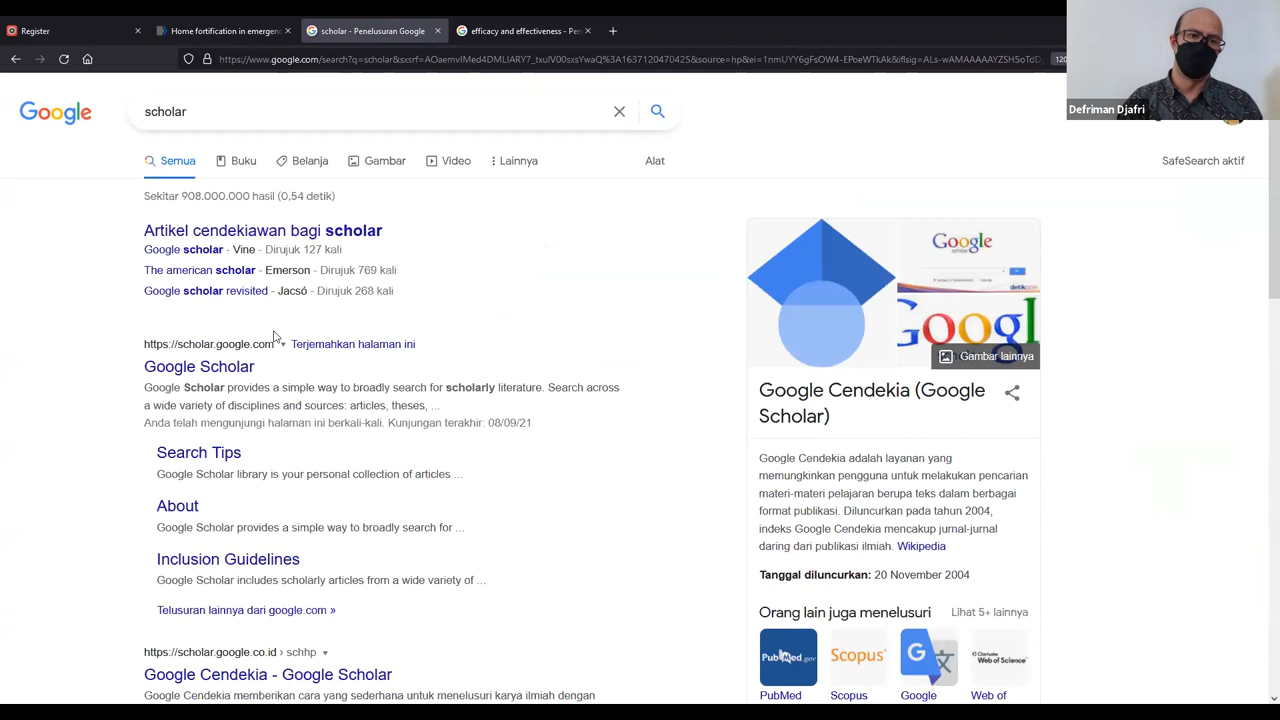 Register
Home fortification in emergenc
scholar - Penelusuran Google
efficacy and effectiveness - Pen
Defriman Djafri
Google
scholar
Semua
Buku
Belanja
Gambar
Video
Lainnya
Alat
SafeSearch aktif
Sekitar 908.000.000 hasil (0,54 detik)
Artikel cendekiawan bagi scholar
Google scholar - Vine - Dirujuk 127 kali
The american scholar - Emerson - Dirujuk 769 kali
Google scholar revisited - Jacsó - Dirujuk 268 kali
https://scholar.google.com
Terjemahkan halaman ini
Google Scholar
Google Scholar provides a simple way to broadly search for scholarly literature. Search across
a wide variety of disciplines and sources: articles, theses, ...
Anda telah mengunjungi halaman ini berkali-kali. Kunjungan terakhir: 08/09/21
Search Tips
Google Scholar library is your personal collection of articles ...
About
Google Scholar provides a simple way to broadly search for ...
Inclusion Guidelines
Google Scholar includes scholarly articles from a wide variety of ...
Telusuran lainnya dari google.com »
https://scholar.google.co.id › schhp
Google Cendekia - Google Scholar
Google Cendekia memberikan cara yang sederhana untuk menelusuri karya ilmiah dengan
Google
detikcom
Googl
Gambar lainnya
Google Cendekia (Google
Scholar)
Google Cendekia adalah layanan yang
memungkinkan pengguna untuk melakukan pencarian
materi-materi pelajaran berupa teks dalam berbagai
format publikasi. Diluncurkan pada tahun 2004,
indeks Google Cendekia mencakup jurnal-jurnal
daring dari publikasi ilmiah. Wikipedia
Tanggal diluncurkan: 20 November 2004
Orang lain juga menelusuri
Lihat 5+ lainnya
PubMed.gov
Scopus
Clarivate
Web of Science
PubMed
Scopus
Google
Web of